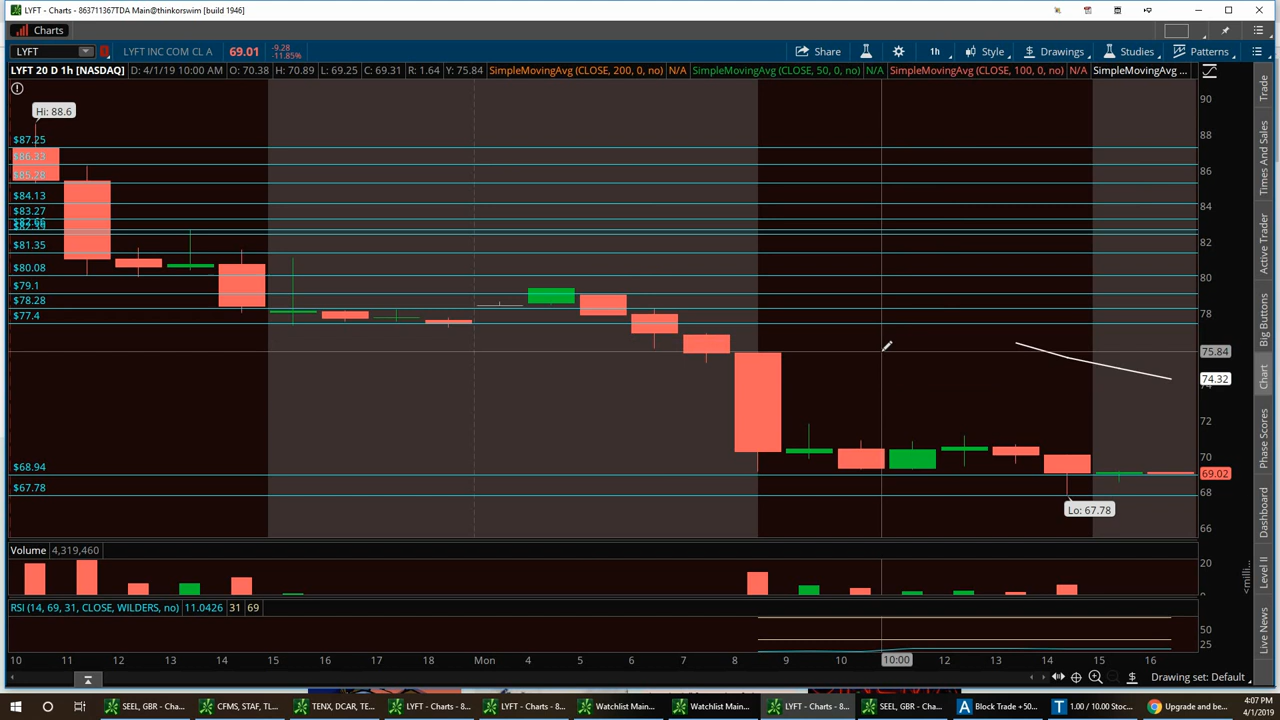 LYFT - Charts - 863711367TDA Main@thinkorswim [build 1946]
Charts
LYFT
LYFT INC COM CL A 69.01 -9.28 -11.85%
Share 1h Style Drawings Studies Patterns
LYFT 20 D 1h [NASDAQ] D: 4/1/19 10:00 AM O: 70.38 H: 70.89 L: 69.25 C: 69.31 R: 1.64 Y: 75.84 SimpleMovingAvg (CLOSE, 200, 0, no) N/A SimpleMovingAvg (CLOSE, 50, 0, no) N/A SimpleMovingAvg (CLOSE, 100, 0, no) N/A SimpleMovingAvg ...
Hi: 88.6
$87.25
$86.33
$85.28
$84.13
$83.27
$82.66
$81.35
$80.08
$79.1
$78.28
$77.4
$68.94
$67.78
Lo: 67.78
90
88
86
84
82
80
78
75.84
74.32
74
72
70
69.02
68
66
Volume 4,319,460
20
0
<milli...
RSI (14, 69, 31, CLOSE, WILDERS, no) 11.0426 31 69
50
25
10 11 12 13 14 15 16 17 18 Mon 4 5 6 7 8 9 10 10:00 12 13 14 15 16
Drawing set: Default
Trade
Times And Sales
Active Trader
Big Buttons
Chart
Phase Scores
Dashboard
Level II
Live News
SEEL, GBR - Cha...
CFMS, STAF, TL...
TENX, DCAR, TE...
LYFT - Charts - 8...
LYFT - Charts - 8...
Watchlist Main...
Watchlist Main...
LYFT - Charts - 8...
SEEL, GBR - Cha...
Block Trade +50...
1.00 / 10.00 Stoc...
Upgrade and be...
4:07 PM
4/1/2019